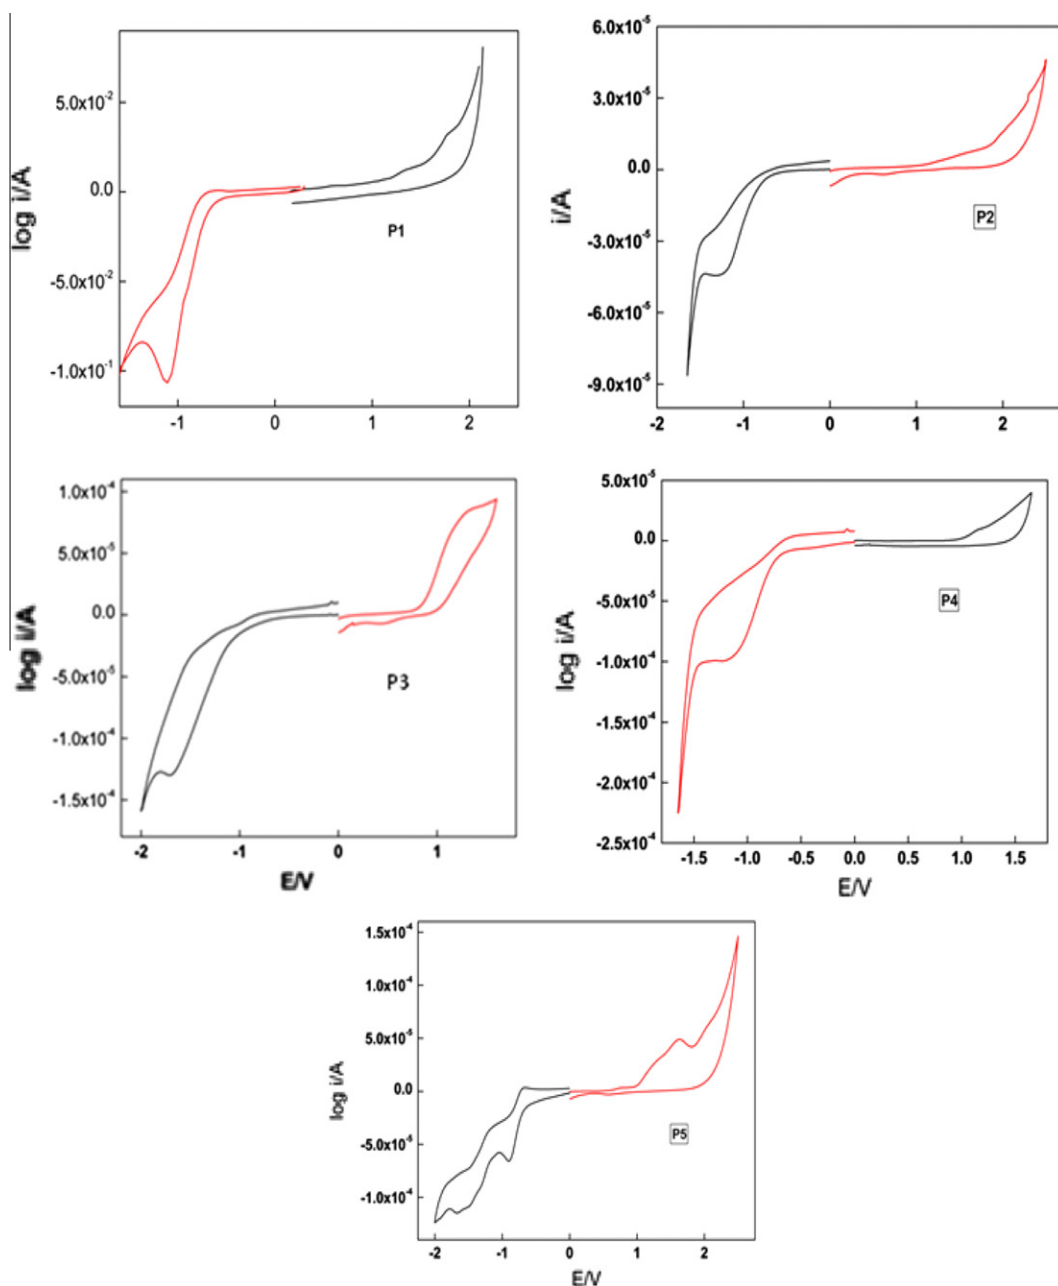 5.0x10⁻²
0.0
-5.0x10⁻²
-1.0x10⁻¹
log i/A
P1
-1 0 1 2
6.0x10⁻⁵
3.0x10⁻⁵
0.0
-3.0x10⁻⁵
-6.0x10⁻⁵
-9.0x10⁻⁵
i/A
P2
-2 -1 0 1 2
1.0x10⁻⁴
5.0x10⁻⁵
0.0
-5.0x10⁻⁵
-1.0x10⁻⁴
-1.5x10⁻⁴
log i/A
P3
-2 -1 0 1
E/V
5.0x10⁻⁵
0.0
-5.0x10⁻⁵
-1.0x10⁻⁴
-1.5x10⁻⁴
-2.0x10⁻⁴
-2.5x10⁻⁴
log i/A
P4
-1.5 -1.0 -0.5 0.0 0.5 1.0 1.5
E/V
1.5x10⁻⁴
1.0x10⁻⁴
5.0x10⁻⁵
0.0
-5.0x10⁻⁵
-1.0x10⁻⁴
log i/A
P5
-2 -1 0 1 2
E/V